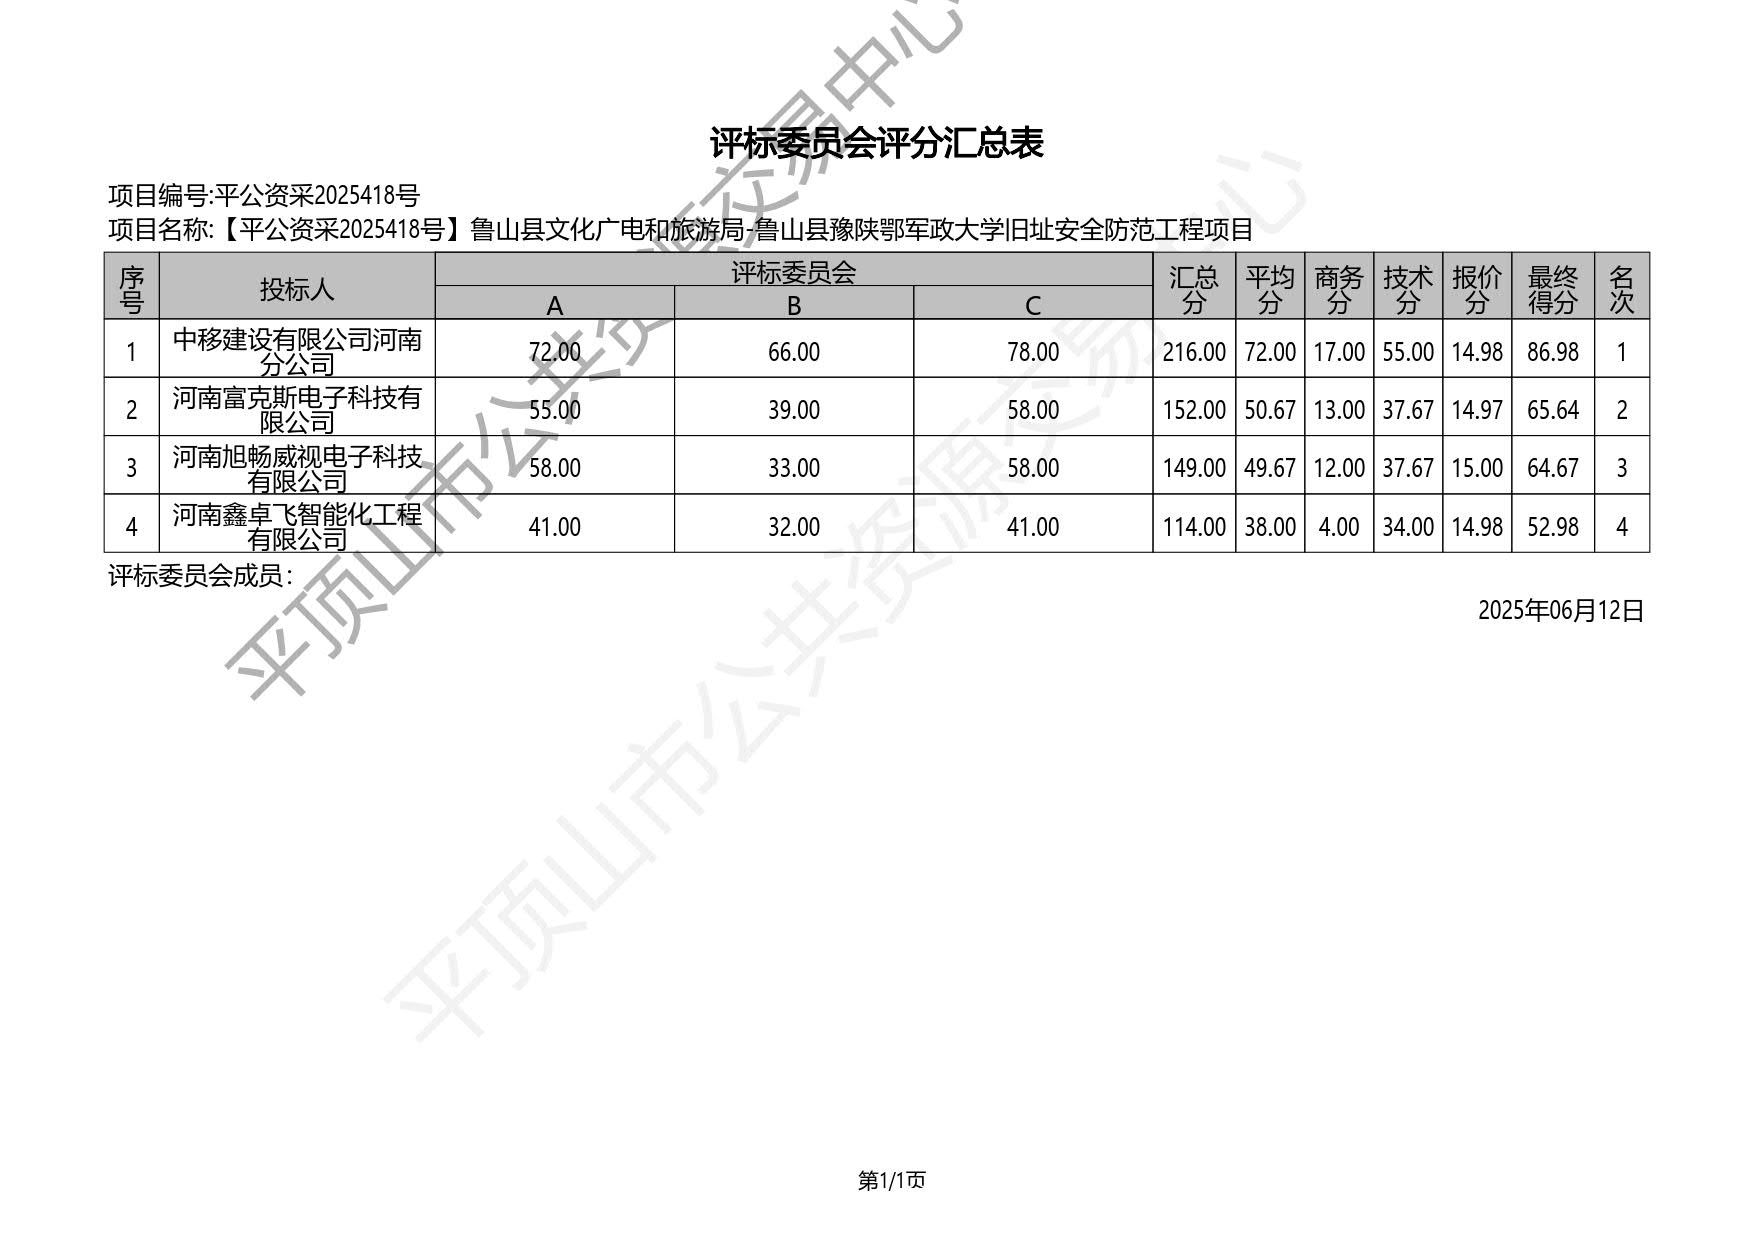 评标委员会评分汇总表
项目编号:平公资采2025418号
项目名称:【平公资采2025418号】鲁山县文化广电和旅游局-鲁山县豫陕鄂军政大学旧址安全防范工程项目
序号 投标人 评标委员会 汇总分 平均分 商务分 技术分 报价分 最终得分 名次
A B C
1 中移建设有限公司河南分公司 72.00 66.00 78.00 216.00 72.00 17.00 55.00 14.98 86.98 1
2 河南富克斯电子科技有限公司 55.00 39.00 58.00 152.00 50.67 13.00 37.67 14.97 65.64 2
3 河南旭畅威视电子科技有限公司 58.00 33.00 58.00 149.00 49.67 12.00 37.67 15.00 64.67 3
4 河南鑫卓飞智能化工程有限公司 41.00 32.00 41.00 114.00 38.00 4.00 34.00 14.98 52.98 4
评标委员会成员：
2025年06月12日
平顶山市公共资源交易中心
平顶山市公共资源交易中心
第1/1页